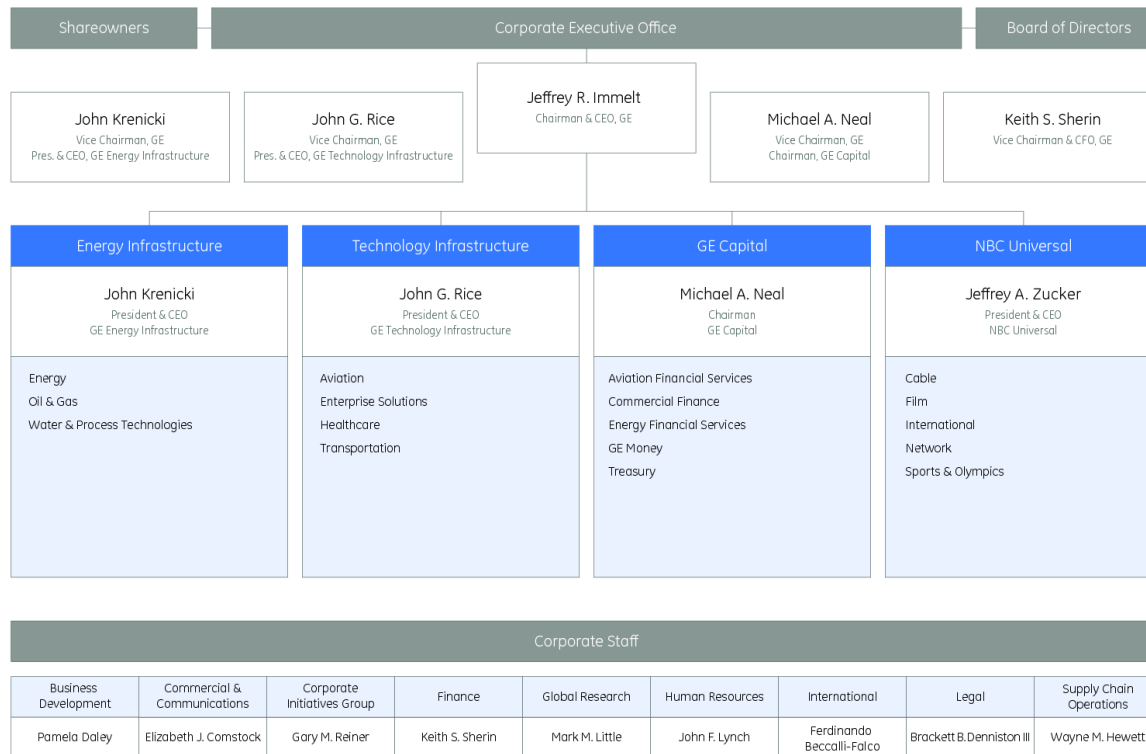 Shareowners
Corporate Executive Office
Board of Directors
Jeffrey R. Immelt
Chairman & CEO, GE
John Krenicki
Vice Chairman, GE
Pres. & CEO, GE Energy Infrastructure
John G. Rice
Vice Chairman, GE
Pres. & CEO, GE Technology Infrastructure
Michael A. Neal
Vice Chairman, GE
Chairman, GE Capital
Keith S. Sherin
Vice Chairman & CFO, GE
Energy Infrastructure
John Krenicki
President & CEO
GE Energy Infrastructure
Energy
Oil & Gas
Water & Process Technologies
Technology Infrastructure
John G. Rice
President & CEO
GE Technology Infrastructure
Aviation
Enterprise Solutions
Healthcare
Transportation
GE Capital
Michael A. Neal
Chairman
GE Capital
Aviation Financial Services
Commercial Finance
Energy Financial Services
GE Money
Treasury
NBC Universal
Jeffrey A. Zucker
President & CEO
NBC Universal
Cable
Film
International
Network
Sports & Olympics
Corporate Staff
Business
Development
Pamela Daley
Commercial &
Communications
Elizabeth J. Comstock
Corporate
Initiatives Group
Gary M. Reiner
Finance
Keith S. Sherin
Global Research
Mark M. Little
Human Resources
John F. Lynch
International
Ferdinando
Beccalli-Falco
Legal
Brackett B. Denniston III
Supply Chain
Operations
Wayne M. Hewett